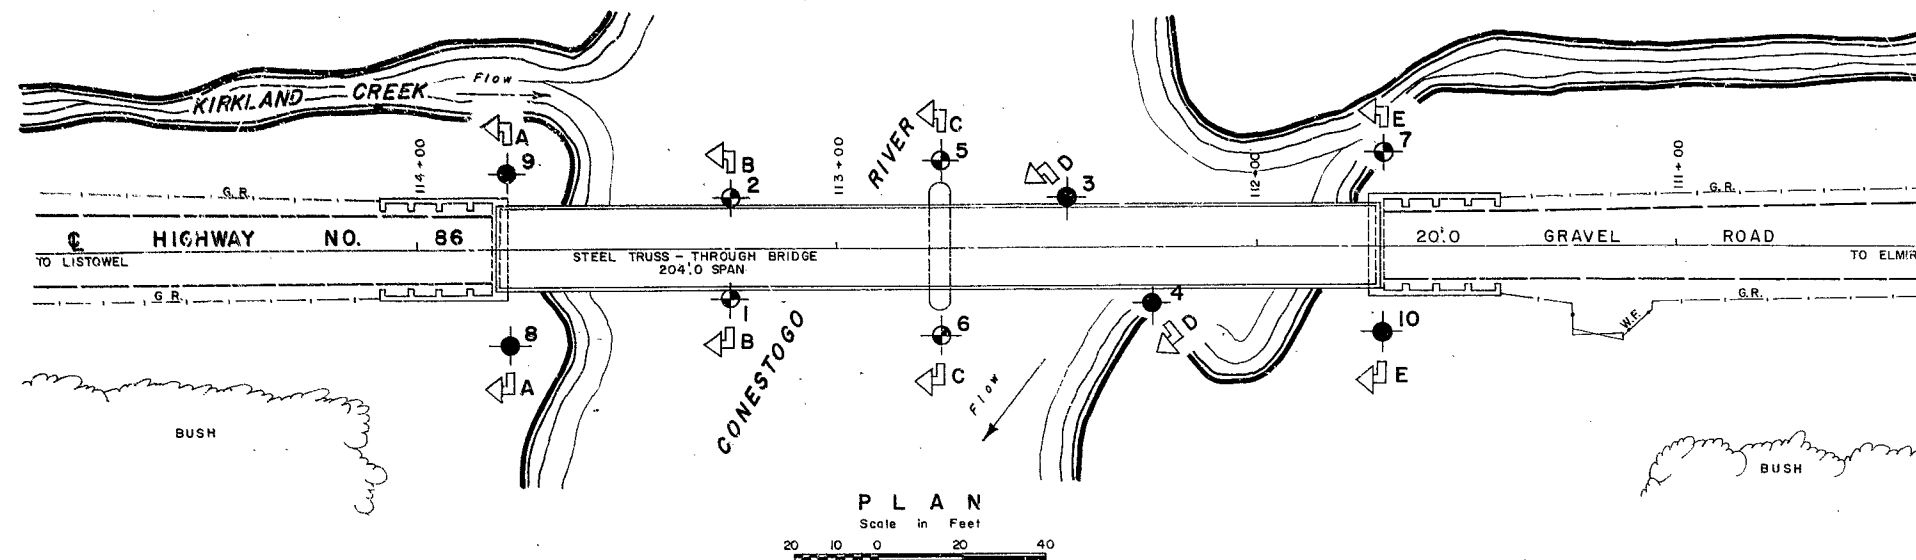 KIRKLAND CREEK
Flow
A
9
114+00
G.R.
B
2
113+00
RIVER
C
5
D
3
112+00
E
7
111+00
G.R.
℄ HIGHWAY NO. 86
TO LISTOWEL
STEEL TRUSS - THROUGH BRIDGE
204'.0 SPAN
20'.0 GRAVEL ROAD
TO ELMIR
G.R.
8
A
1
B
CONESTOGO
6
C
Flow
4
D
10
E
G.R.
W.F.
BUSH
BUSH
PLAN
Scale in Feet
20 10 0 20 40